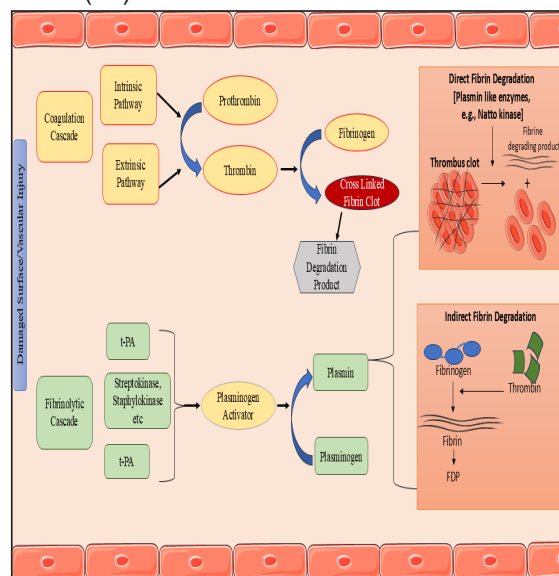 Damaged Surface/Vascular Injury
Coagulation
Cascade
Intrinsic
Pathway
Extrinsic
Pathway
Prothrombin
Thrombin
Fibrinogen
Cross Linked
Fibrin Clot
Fibrin
Degradation
Product
Direct Fibrin Degradation
[Plasmin like enzymes,
e.g., Natto kinase]
Fibrine
degrading product
Thrombus clot
+
Fibrinolytic
Cascade
t-PA
Streptokinase,
Staphylokinase
etc
t-PA
Plasminogen
Activator
Plasmin
Plasminogen
Indirect Fibrin Degradation
Fibrinogen
Thrombin
Fibrin
FDP